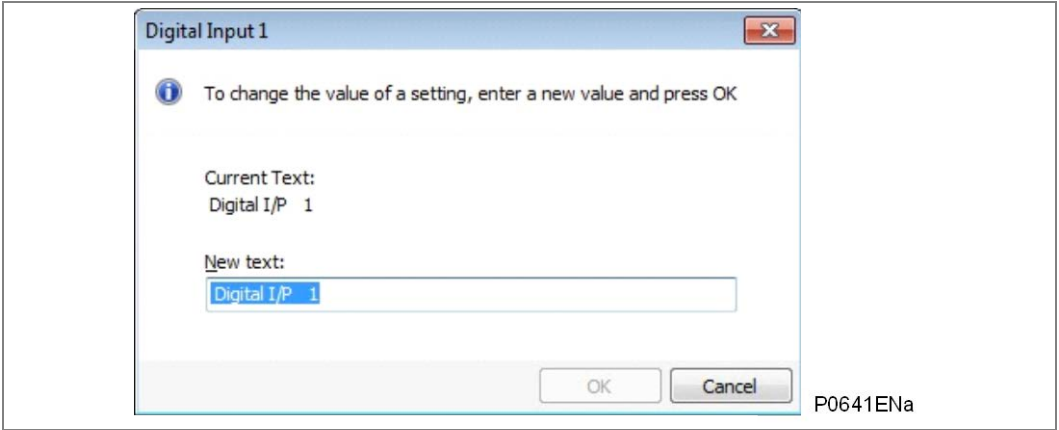 Digital Input 1
To change the value of a setting, enter a new value and press OK
Current Text:
Digital I/P   1
New text:
Digital I/P   1
OK
Cancel
P0641ENa